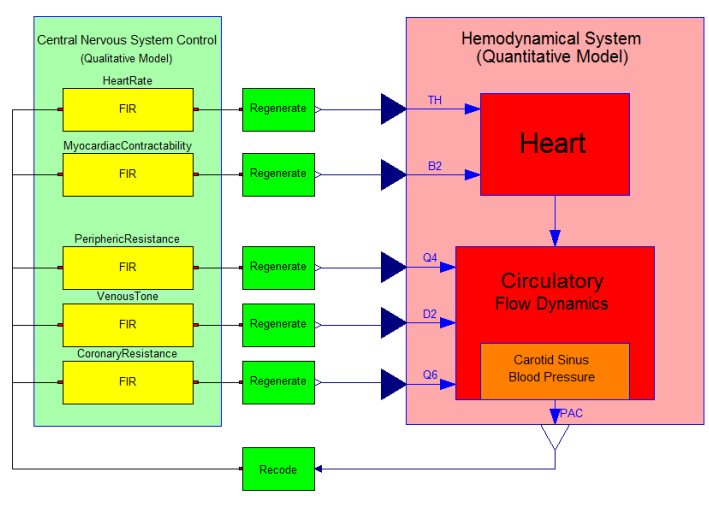 Central Nervous System Control
(Qualitative Model)
HeartRate
FIR
MyocardiacContractability
FIR
PeriphericResistance
FIR
VenousTone
FIR
CoronaryResistance
FIR
Regenerate
Regenerate
Regenerate
Regenerate
Regenerate
Recode
Hemodynamical System
(Quantitative Model)
TH
B2
Q4
D2
Q6
Heart
Circulatory
Flow Dynamics
Carotid Sinus
Blood Pressure
PAC